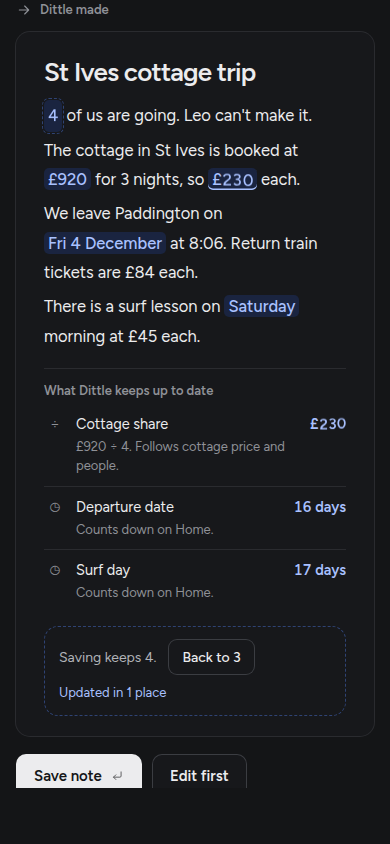 → Dittle made
St Ives cottage trip
4 of us are going. Leo can't make it.
The cottage in St Ives is booked at
£920 for 3 nights, so £230 each.
We leave Paddington on
Fri 4 December at 8:06. Return train
tickets are £84 each.
There is a surf lesson on Saturday
morning at £45 each.
What Dittle keeps up to date
÷ Cottage share £230
£920 ÷ 4. Follows cottage price and
people.
Departure date 16 days
Counts down on Home.
Surf day 17 days
Counts down on Home.
Saving keeps 4. Back to 3
Updated in 1 place
Save note Edit first